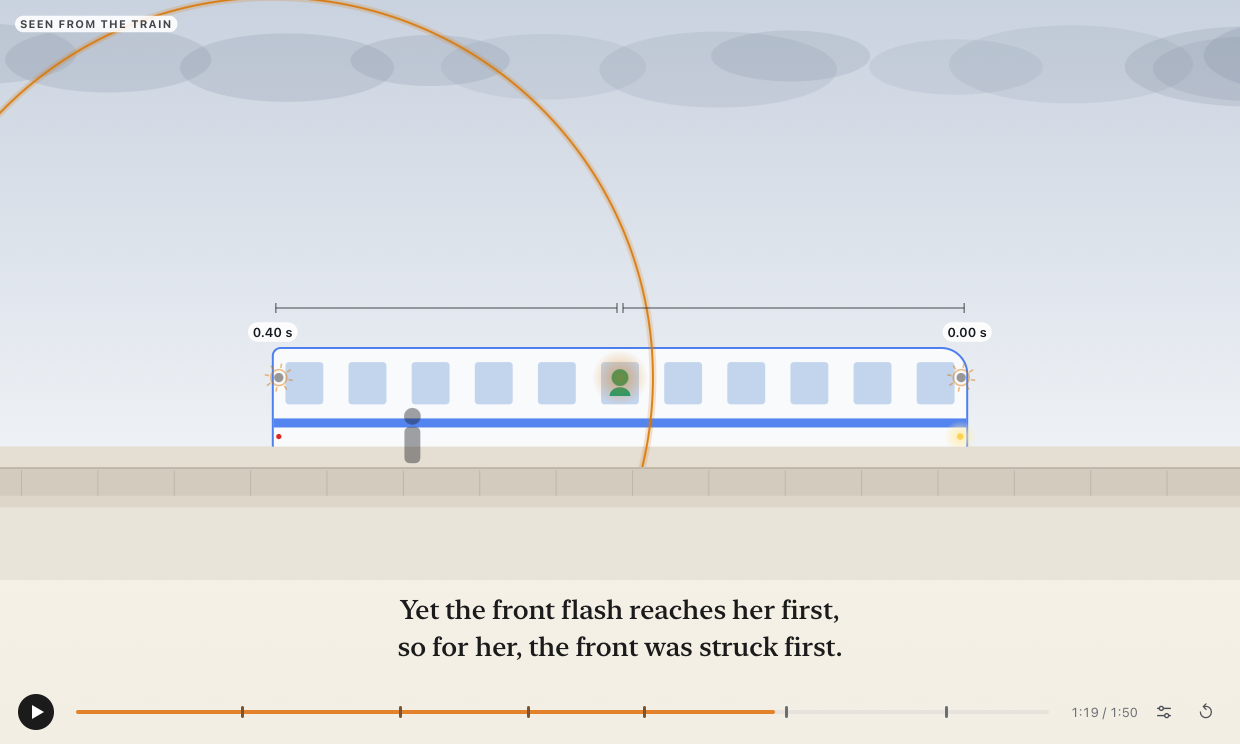 SEEN FROM THE TRAIN
0.40 s
0.00 s
Yet the front flash reaches her first,
so for her, the front was struck first.
1:19 / 1:50